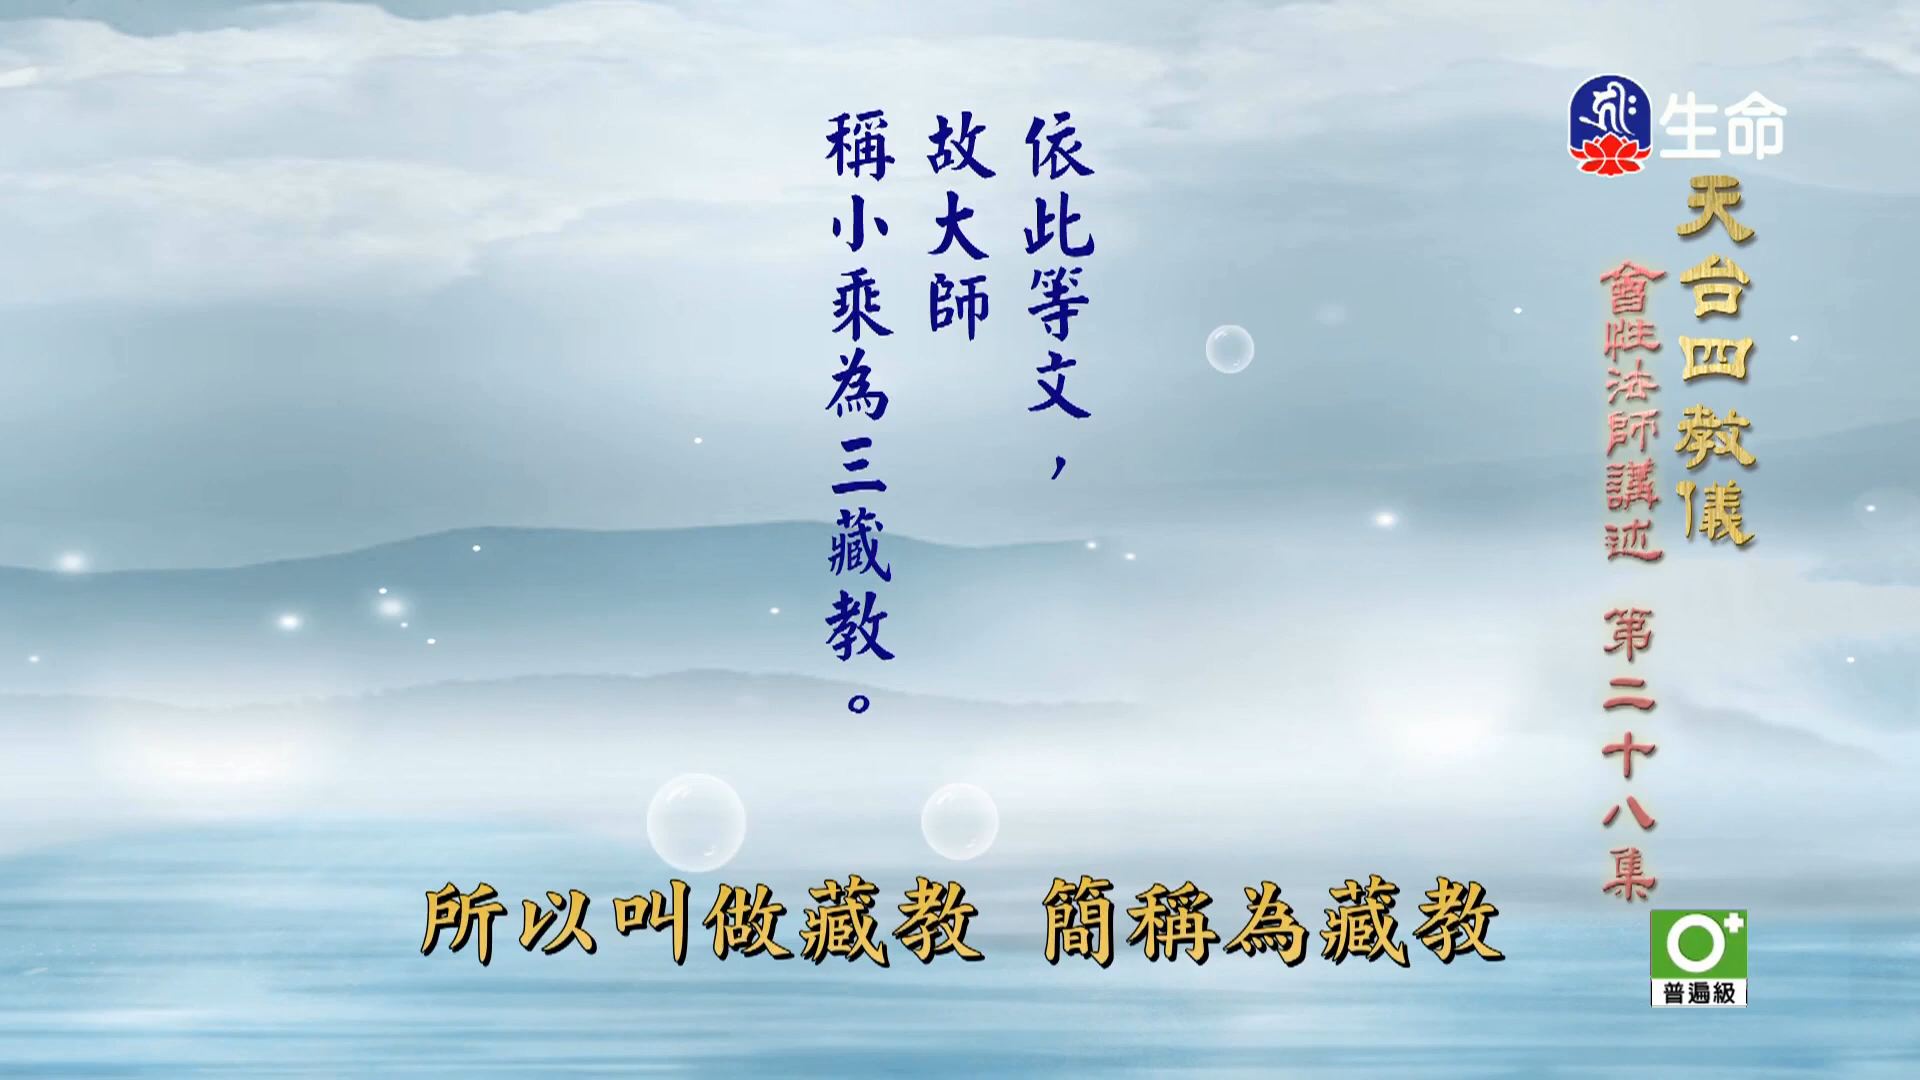 生命
天台四教儀
會性法師講述 第二十八集
依此等文，
故大師
稱小乘為三藏教。
所以叫做藏教 簡稱為藏教
普遍級